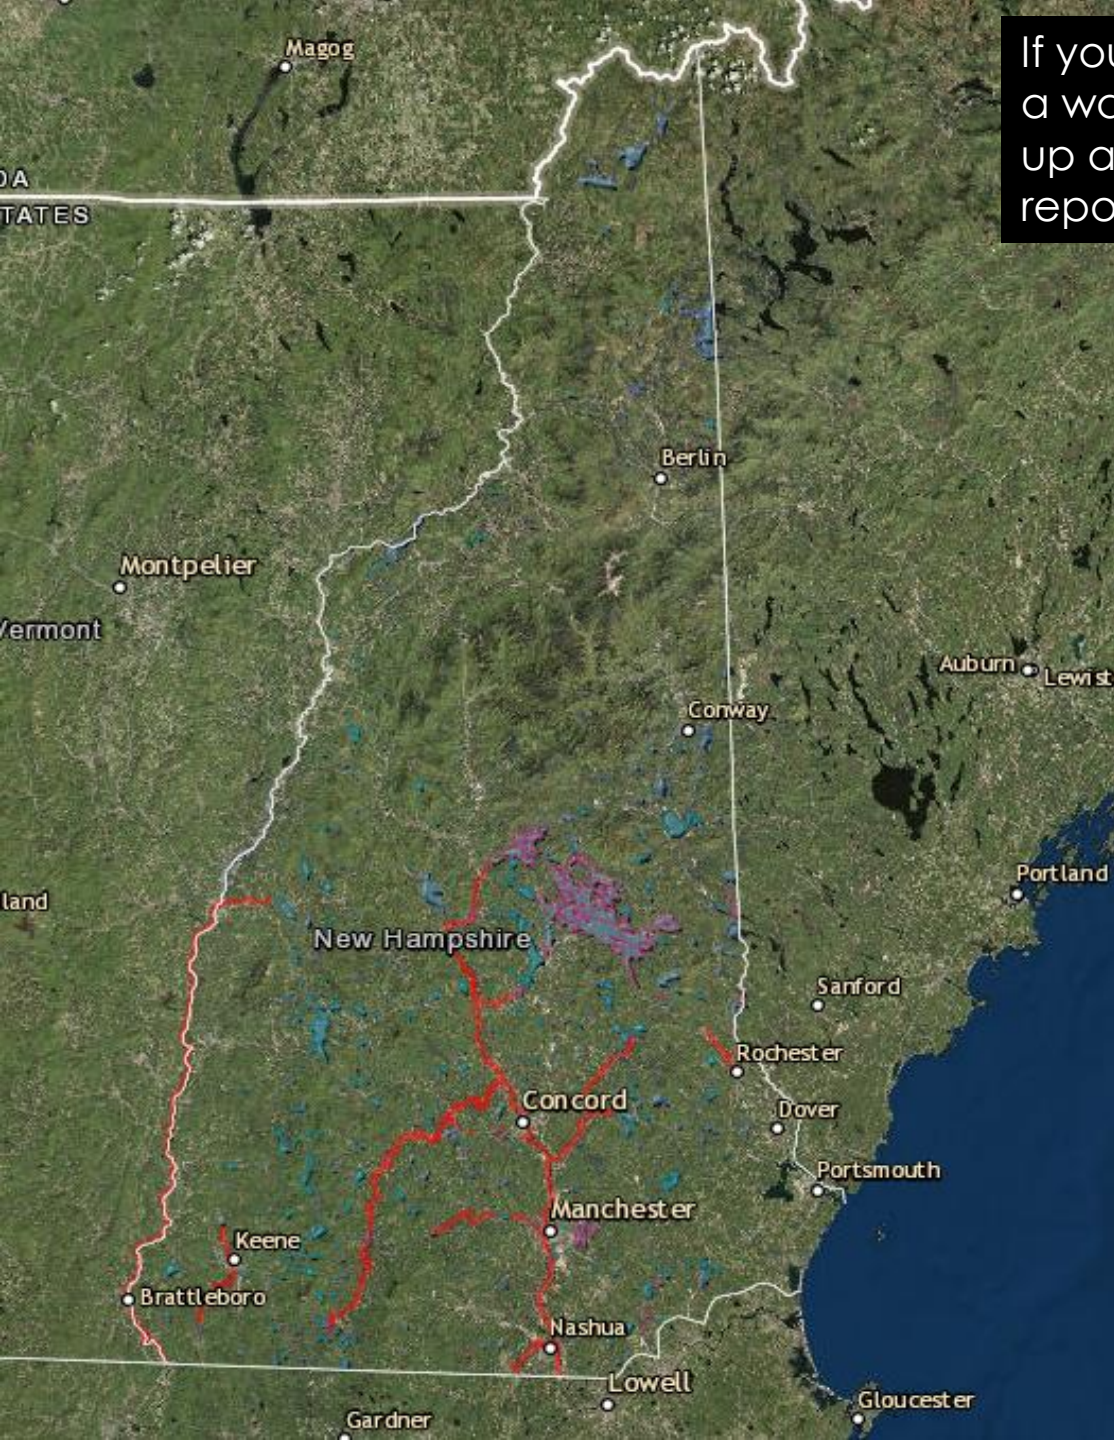 Magog
If you
a wa
up a
repo
DA
TATES
Berlin
Montpelier
Vermont
Auburn
Lewist
Conway
Portland
land
New Hampshire
Sanford
Rochester
Concord
Dover
Portsmouth
Manchester
Keene
Brattleboro
Nashua
Lowell
Gloucester
Gardner